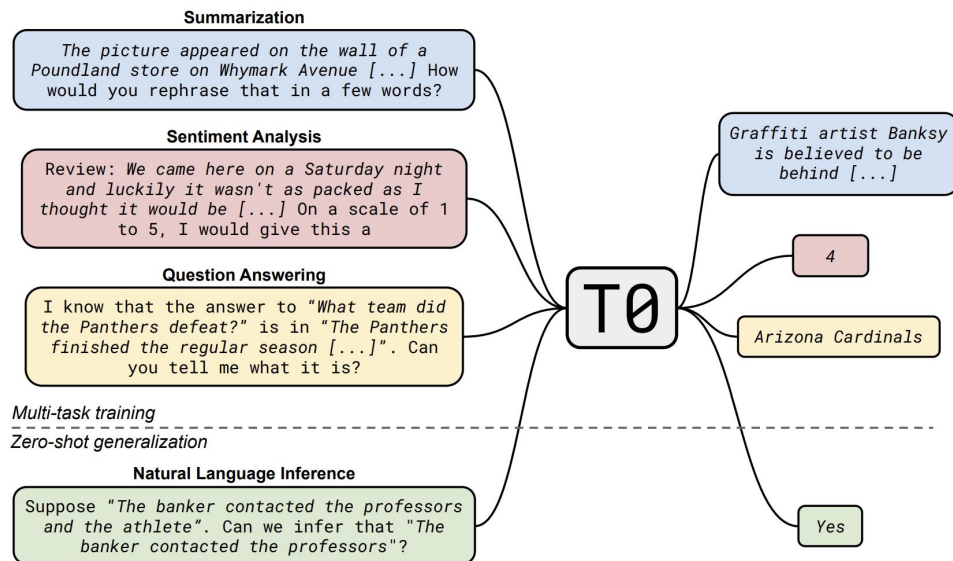 Summarization
The picture appeared on the wall of a
Poundland store on Whymark Avenue [...] How
would you rephrase that in a few words?
Sentiment Analysis
Review: We came here on a Saturday night
and luckily it wasn't as packed as I
thought it would be [...] On a scale of 1
to 5, I would give this a
Question Answering
I know that the answer to “What team did
the Panthers defeat?” is in “The Panthers
finished the regular season [...]”. Can
you tell me what it is?
Multi-task training
Zero-shot generalization
Natural Language Inference
Suppose “The banker contacted the professors
and the athlete”. Can we infer that "The
banker contacted the professors"?
T0
Graffiti artist Banksy
is believed to be
behind [...]
4
Arizona Cardinals
Yes